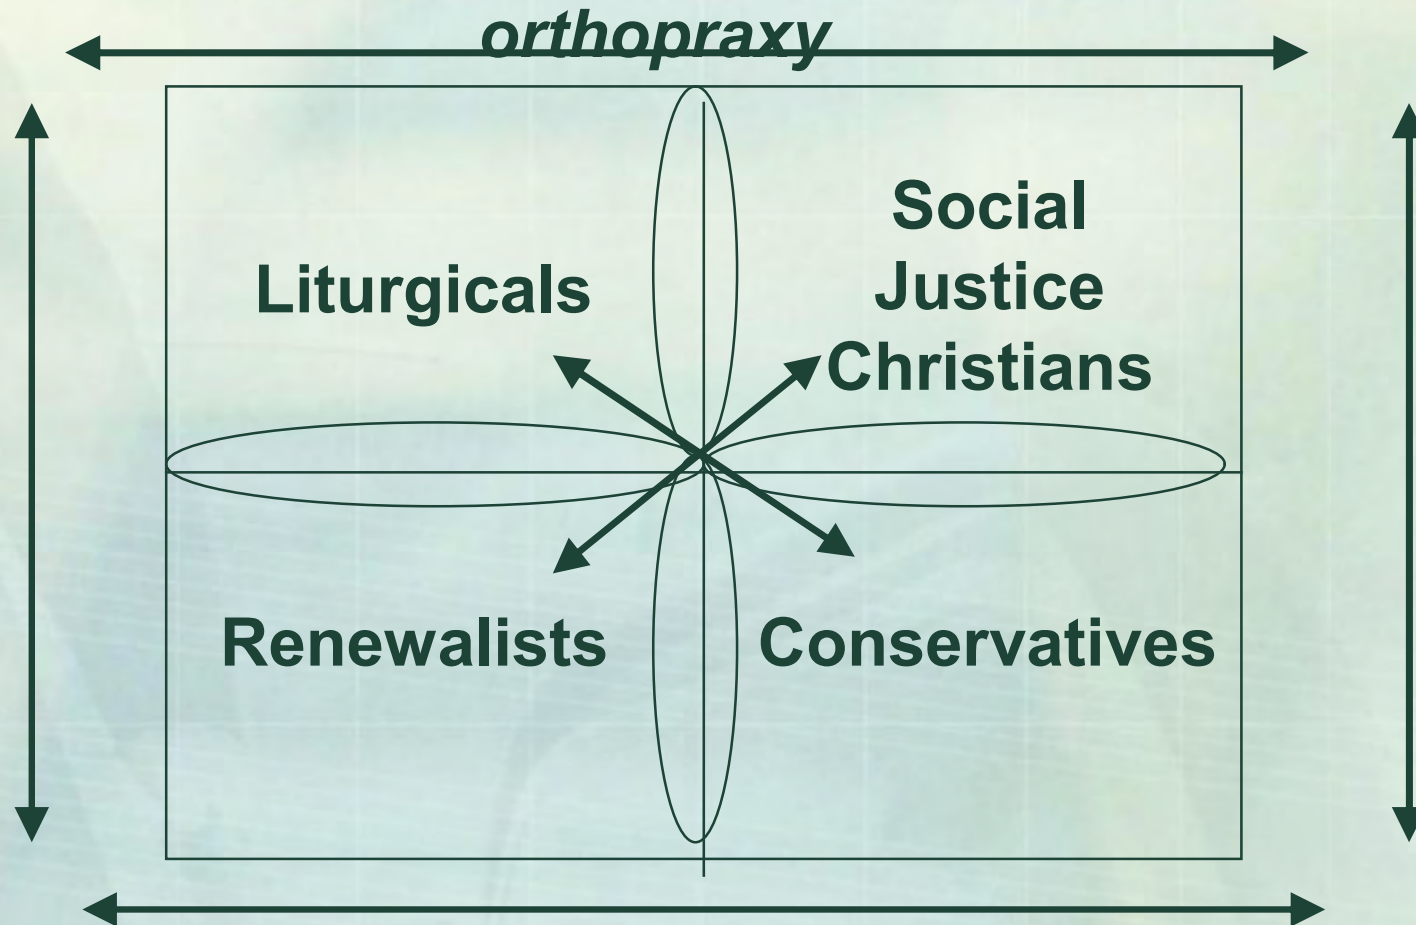 orthopraxy
Liturgicals
Social
Justice
Christians
Renewalists
Conservatives